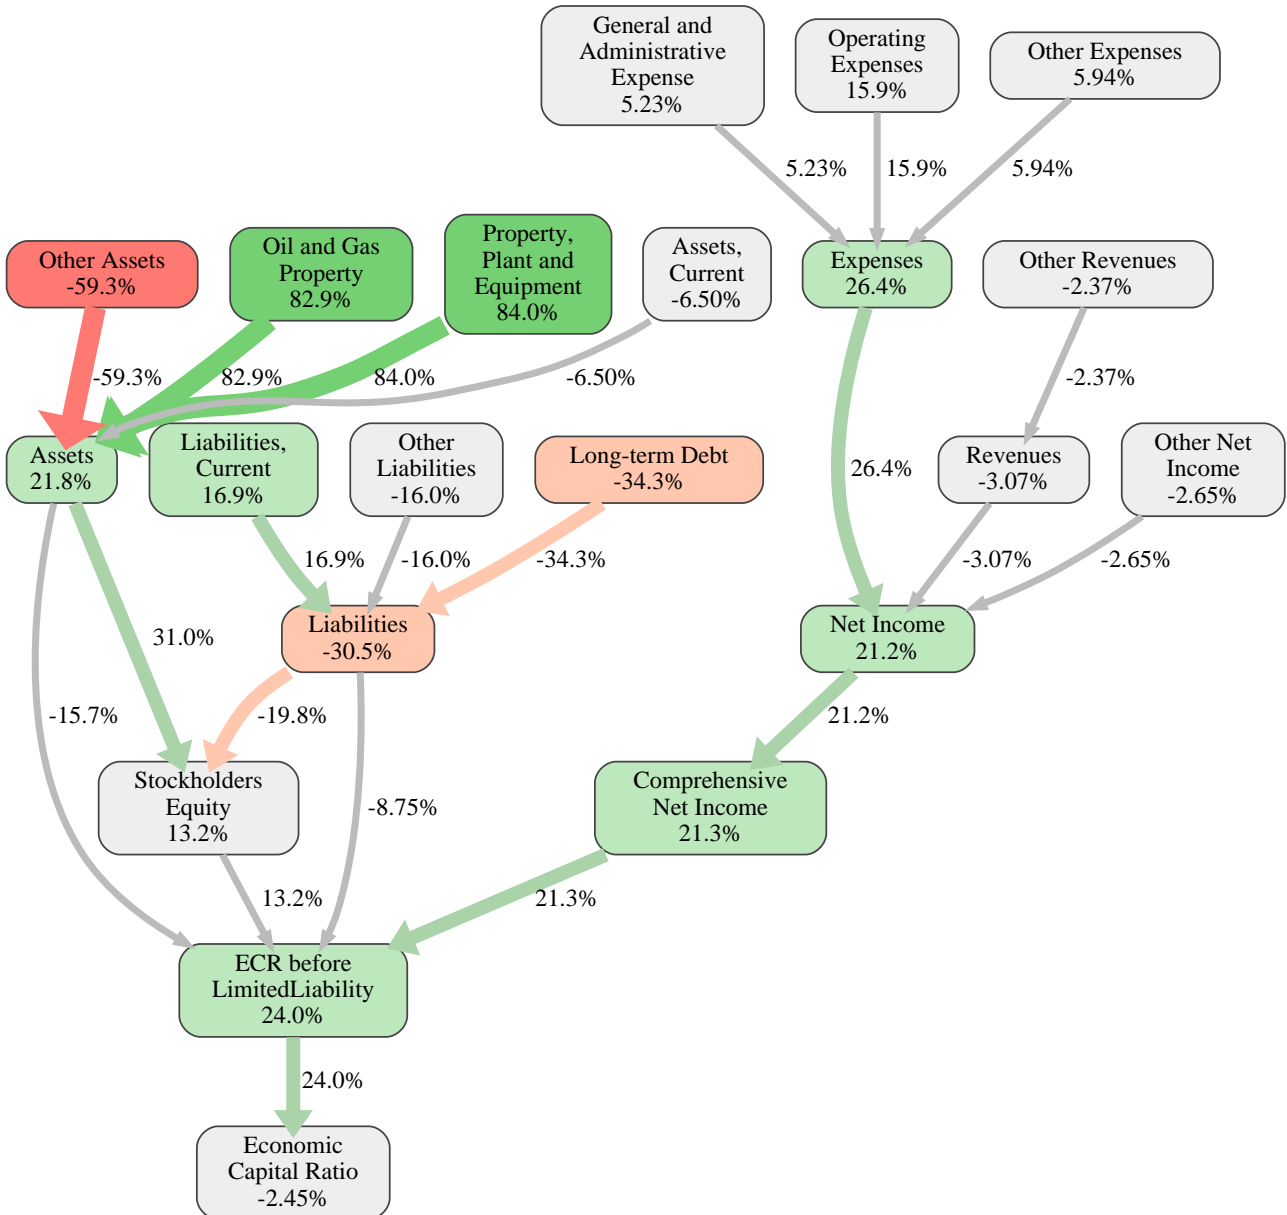 General and
Administrative
Expense
5.23%
Operating
Expenses
15.9%
Other Expenses
5.94%
5.23%
15.9%
5.94%
Other Assets
-59.3%
Oil and Gas
Property
82.9%
Property,
Plant and
Equipment
84.0%
Assets,
Current
-6.50%
Expenses
26.4%
Other Revenues
-2.37%
-59.3%
82.9%
84.0%
-6.50%
-2.37%
Assets
21.8%
Liabilities,
Current
16.9%
Other
Liabilities
-16.0%
Long-term Debt
-34.3%
26.4%
Revenues
-3.07%
Other Net
Income
-2.65%
16.9%
-16.0%
-34.3%
-3.07%
-2.65%
31.0%
Liabilities
-30.5%
Net Income
21.2%
-15.7%
-19.8%
21.2%
Stockholders
Equity
13.2%
-8.75%
Comprehensive
Net Income
21.3%
13.2%
21.3%
ECR before
LimitedLiability
24.0%
24.0%
Economic
Capital Ratio
-2.45%